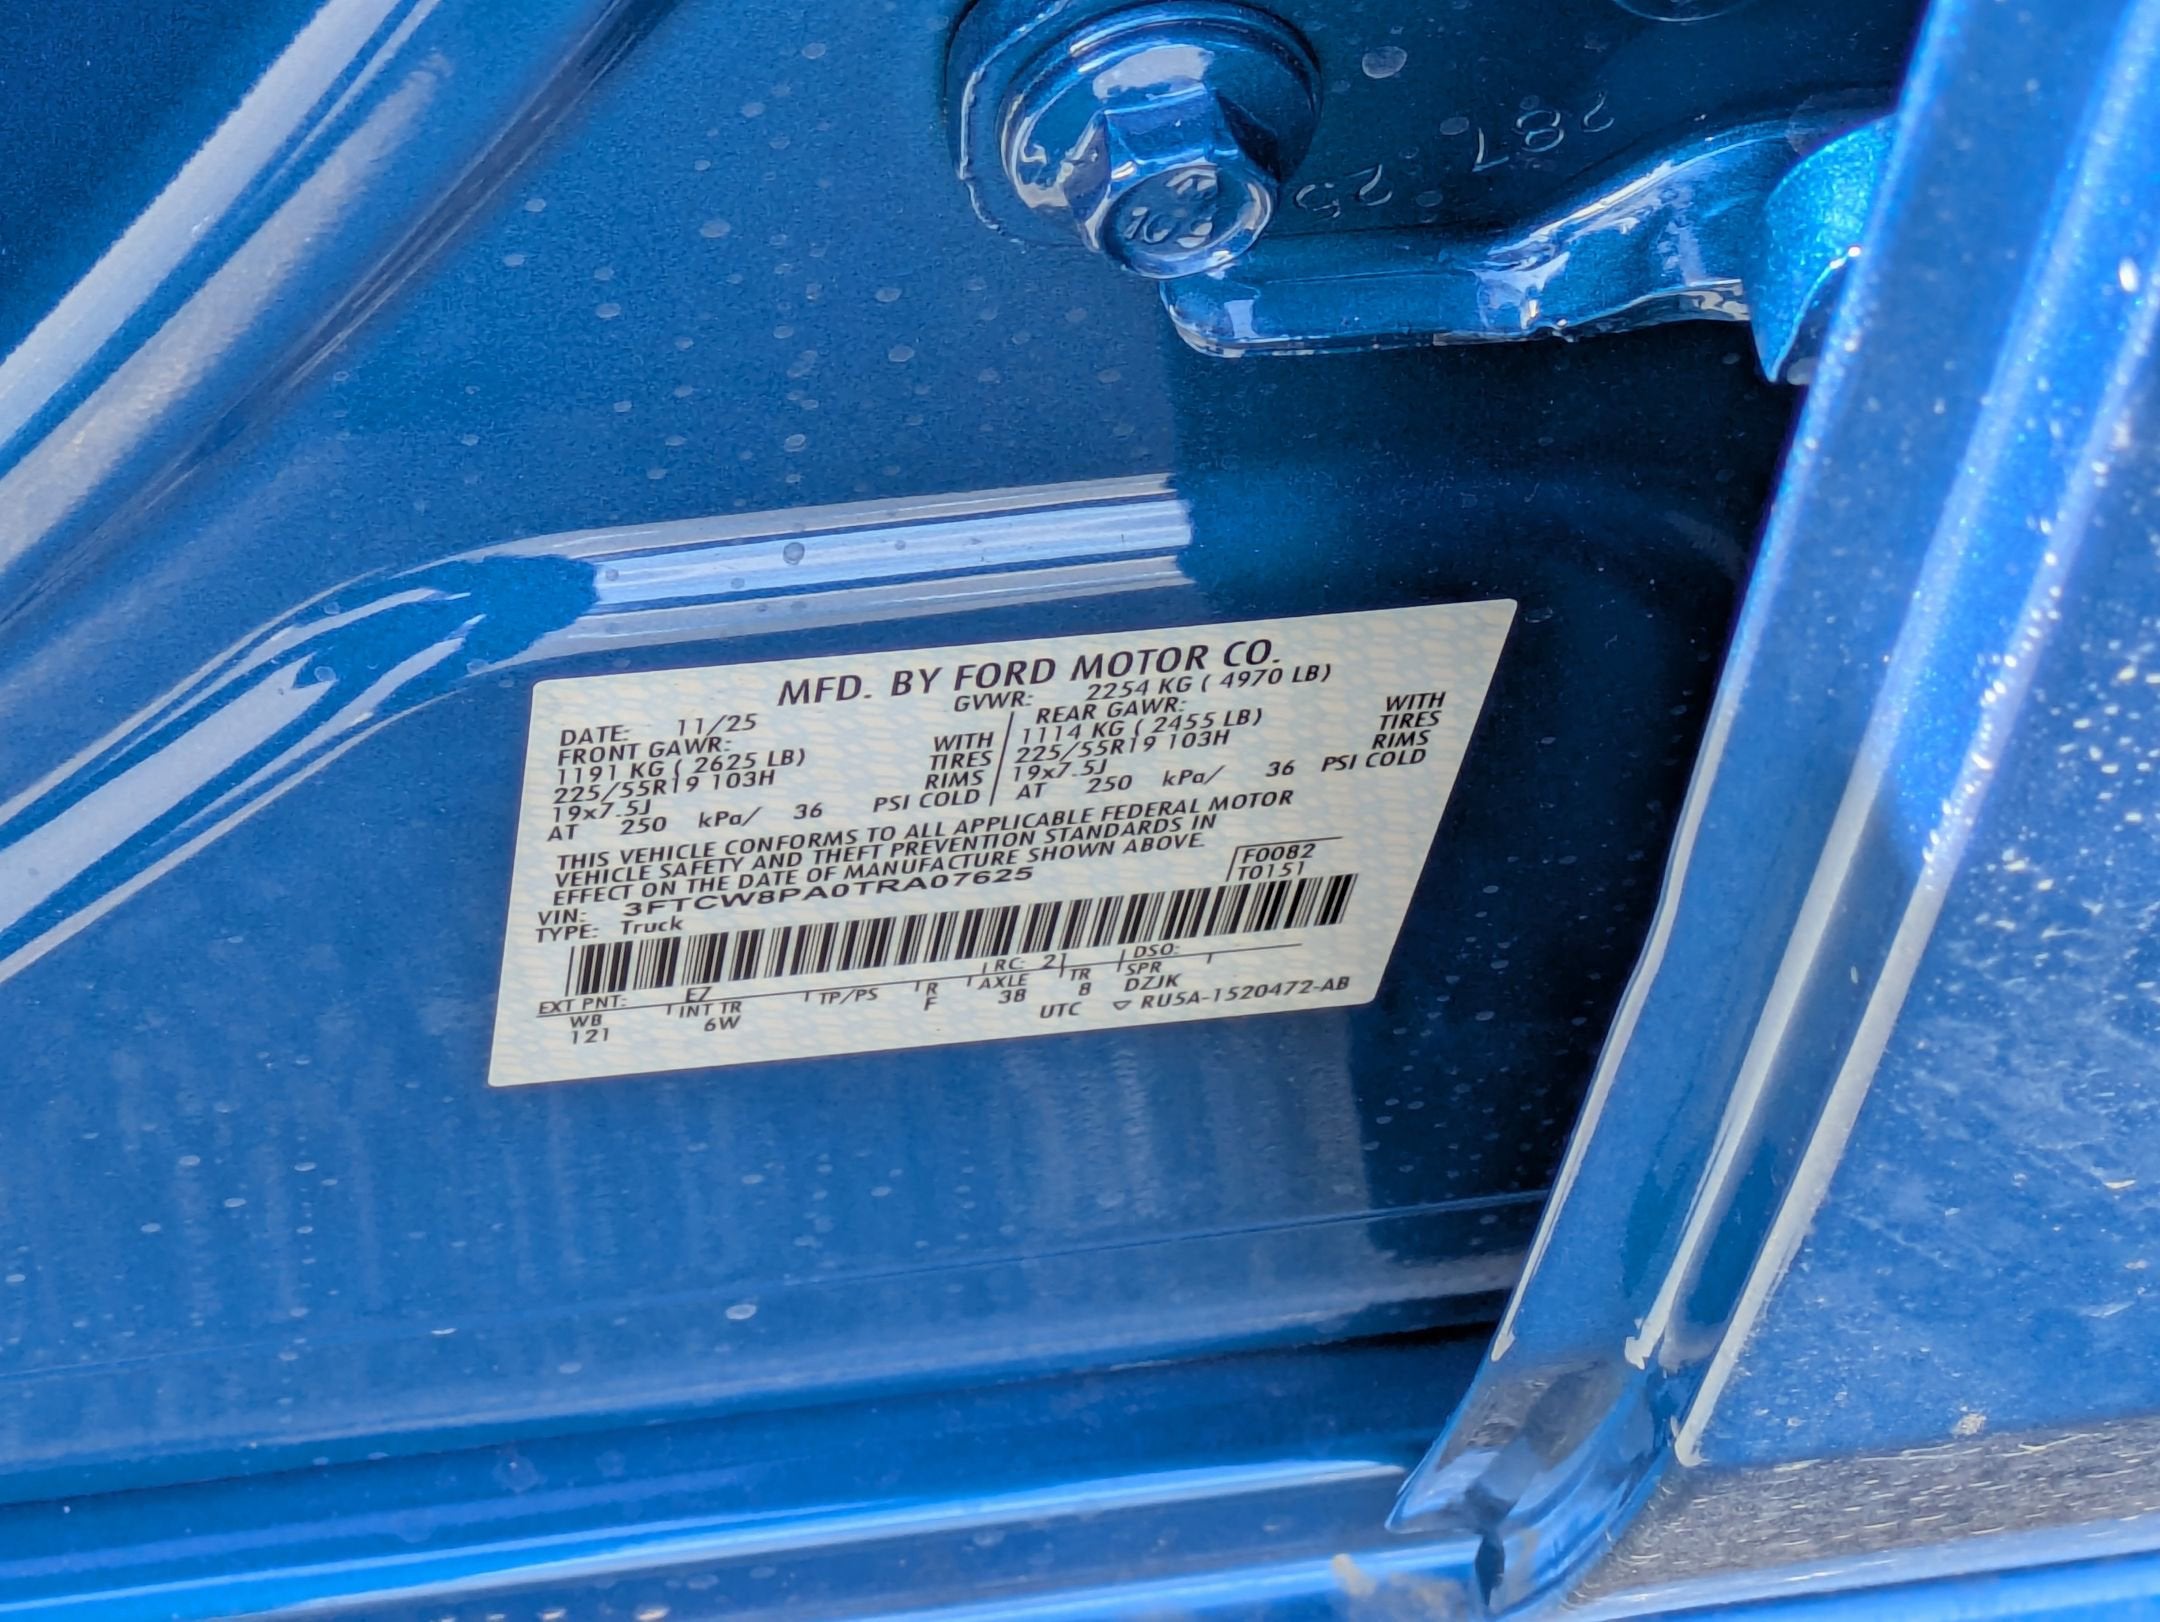 287
25
10.9
MFD. BY FORD MOTOR CO.
DATE: 11/25 GVWR: 2254 KG ( 4970 LB)
FRONT GAWR: REAR GAWR:
1191 KG ( 2625 LB) WITH 1114 KG ( 2455 LB) WITH
225/55R19 103H TIRES 225/55R19 103H TIRES
19x7.5J RIMS 19x7.5J RIMS
AT 250 kPa/ 36 PSI COLD AT 250 kPa/ 36 PSI COLD
THIS VEHICLE CONFORMS TO ALL APPLICABLE FEDERAL MOTOR
VEHICLE SAFETY AND THEFT PREVENTION STANDARDS IN
EFFECT ON THE DATE OF MANUFACTURE SHOWN ABOVE.
F0082
VIN: 3FTCW8PA0TRA07625 T0151
TYPE: Truck
EXT PNT: EZ RC: 21 DSO:
WB INT TR TP/PS R AXLE TR SPR
121 6W F 38 8 DZJK
UTC ▽ RU5A-1520472-AB